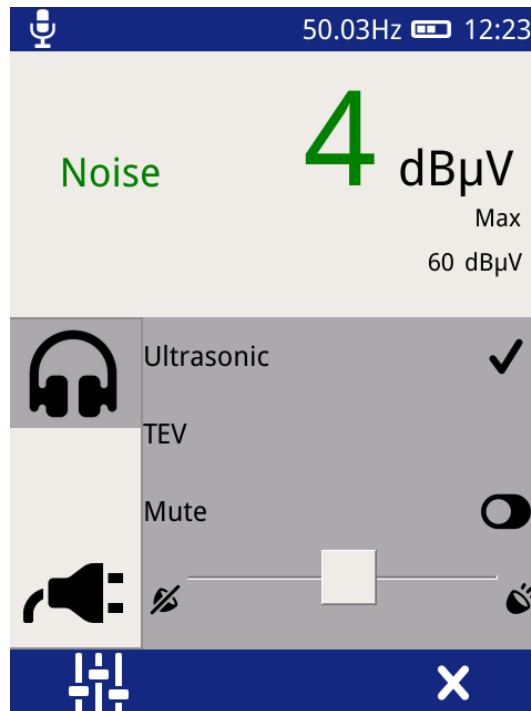 50.03Hz 12:23
Noise 4 dBµV
Max
60 dBµV
Ultrasonic
TEV
Mute